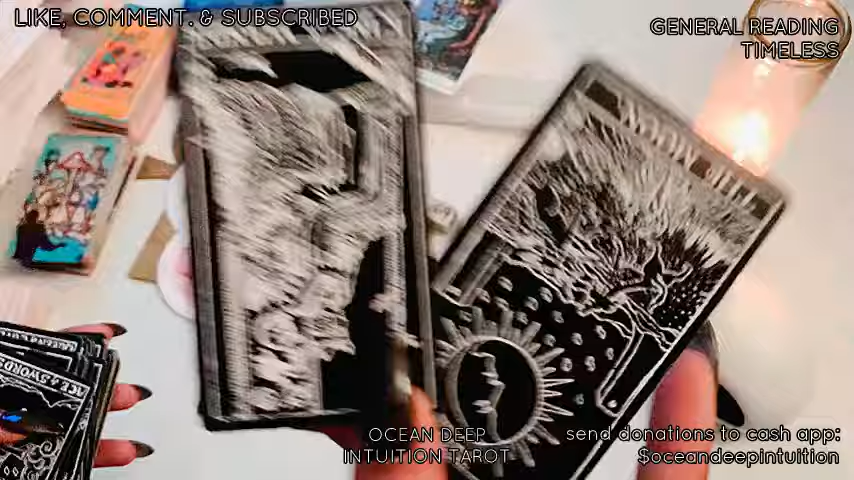 LIKE, COMMENT. & SUBSCRIBED
GENERAL READING
TIMELESS
ACE of SWORDS
OCEAN DEEP
INTUITION TAROT
send donations to cash app:
$oceandeepintuition